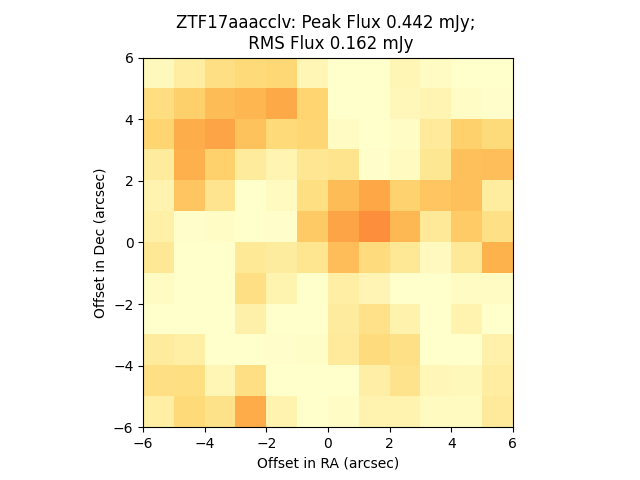 ZTF17aaacclv: Peak Flux 0.442 mJy;
RMS Flux 0.162 mJy
6
4
2
0
−2
−4
−6
Offset in Dec (arcsec)
−6 −4 −2 0 2 4 6
Offset in RA (arcsec)